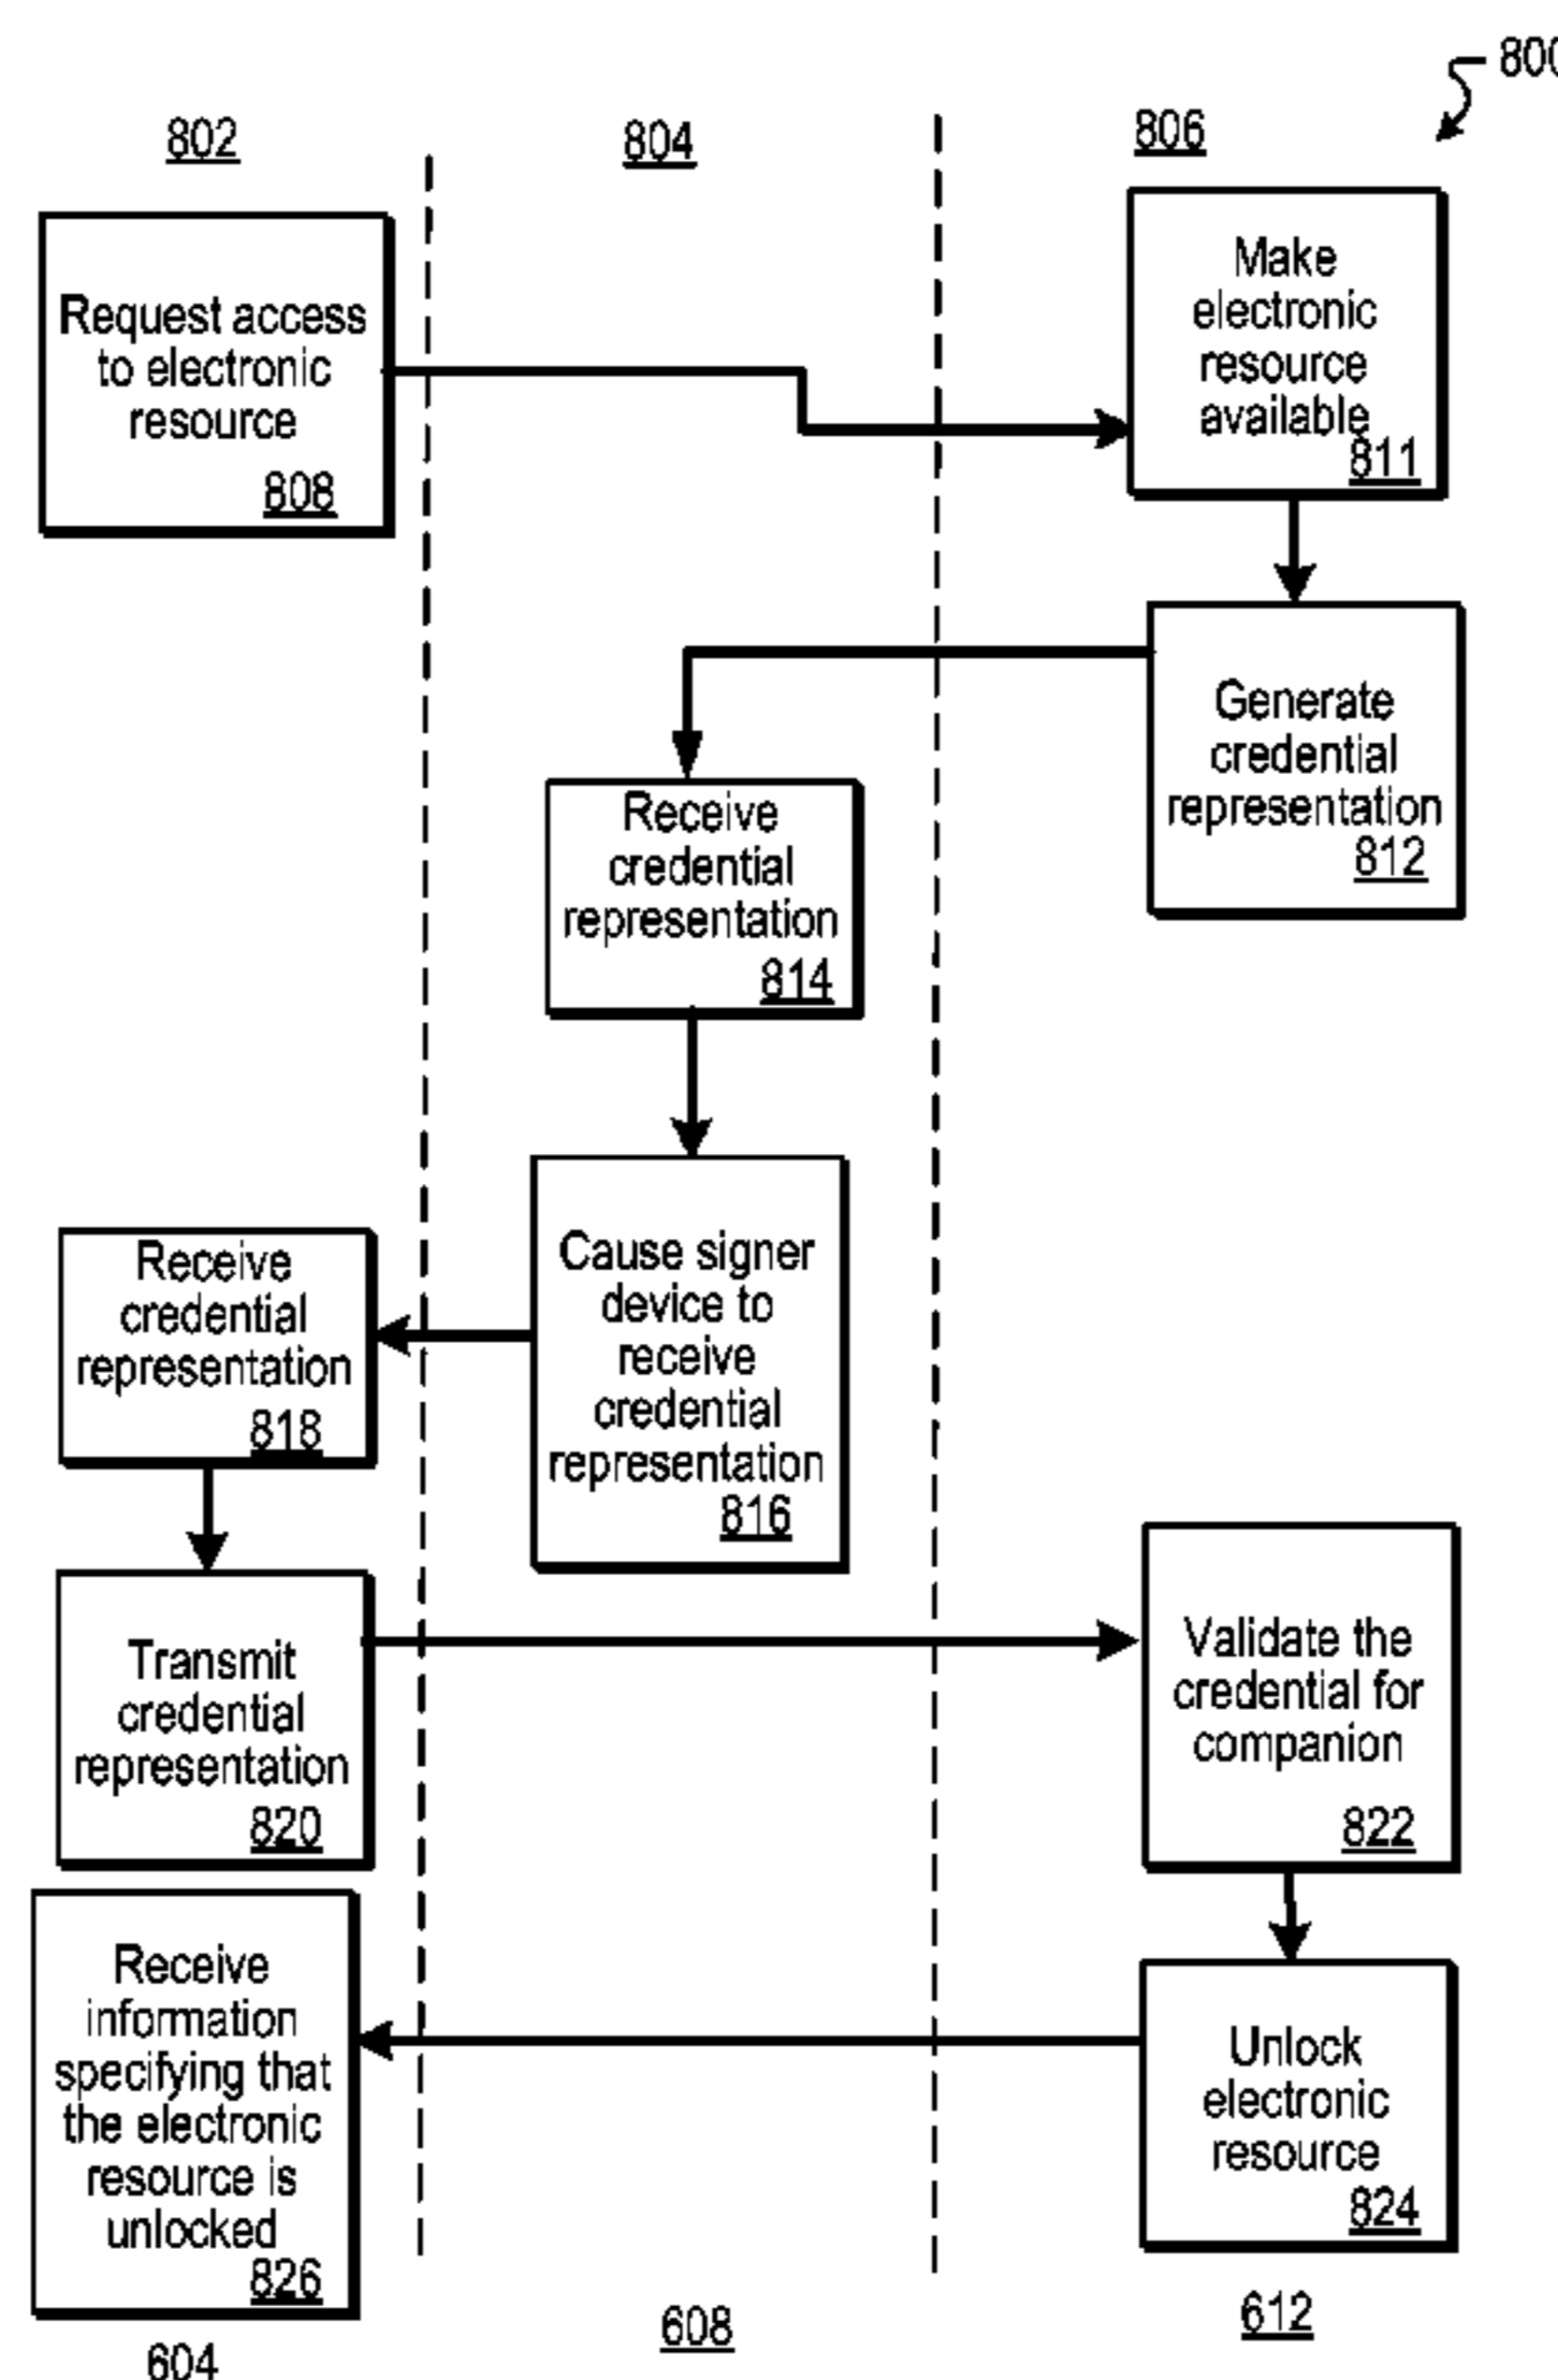 800
802
804
806
Request access
to electronic
resource
808
Make
electronic
resource
available
811
Generate
credential
representation
812
Receive
credential
representation
814
Cause signer
device to
receive
credential
representation
816
Receive
credential
representation
818
Transmit
credential
representation
820
Validate the
credential for
companion
822
Unlock
electronic
resource
824
Receive
information
specifying that
the electronic
resource is
unlocked
826
604
608
612